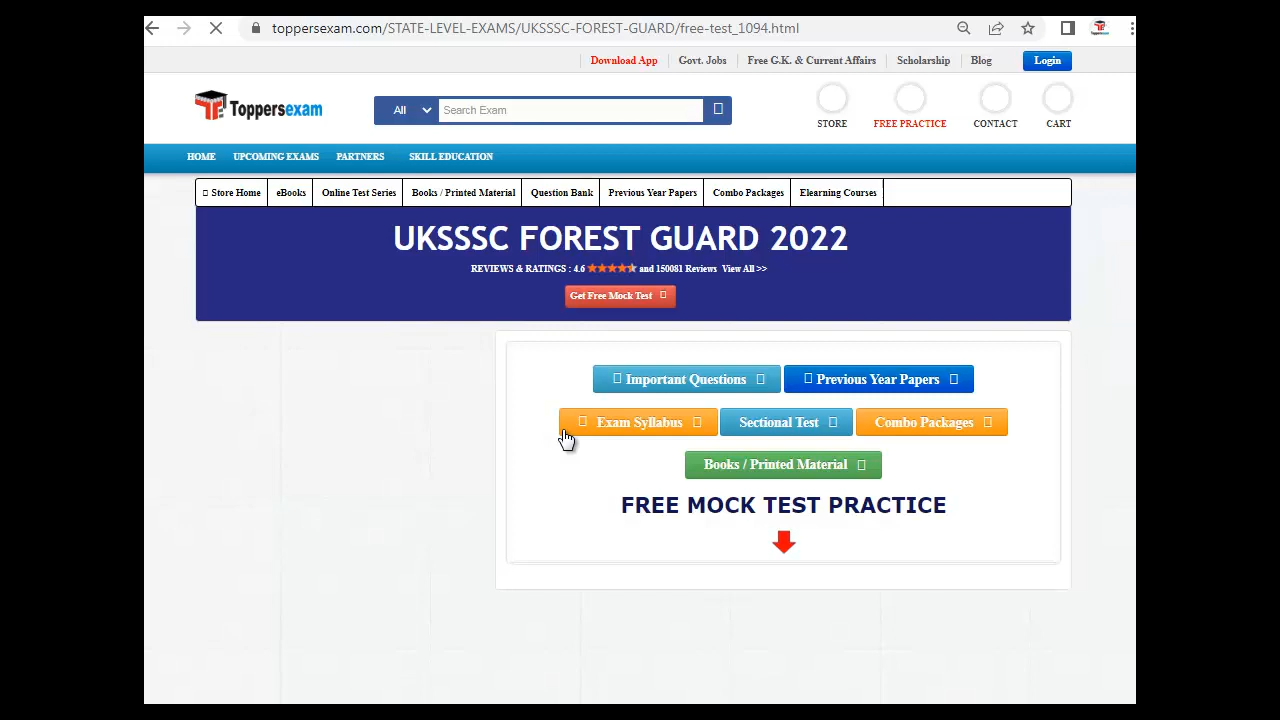 toppersexam.com/STATE-LEVEL-EXAMS/UKSSSC-FOREST-GUARD/free-test_1094.html
Download App Govt. Jobs Free G.K. & Current Affairs Scholarship Blog Login
Toppersexam All Search Exam
STORE FREE PRACTICE CONTACT CART
HOME UPCOMING EXAMS PARTNERS SKILL EDUCATION
Store Home eBooks Online Test Series Books / Printed Material Question Bank Previous Year Papers Combo Packages Elearning Courses
UKSSSC FOREST GUARD 2022
REVIEWS & RATINGS : 4.6 and 150081 Reviews View All >>
Get Free Mock Test
Important Questions Previous Year Papers
Exam Syllabus Sectional Test Combo Packages
Books / Printed Material
FREE MOCK TEST PRACTICE